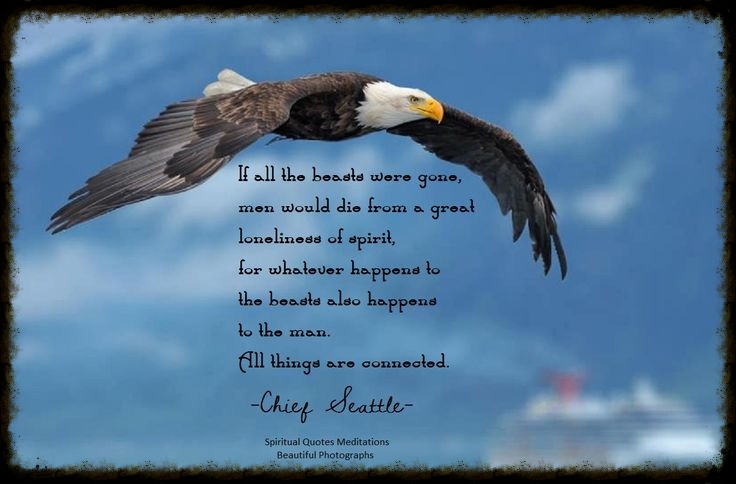 If all the beasts were gone,
men would die from a great
loneliness of spirit,
for whatever happens to
the beasts also happens
to the man.
All things are connected.
-Chief Seattle-
Spiritual Quotes Meditations
Beautiful Photographs